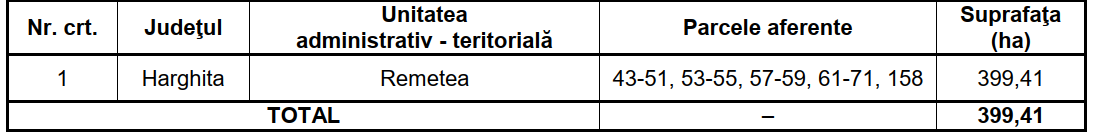 Nr. crt. Judeţul Unitatea administrativ - teritorială Parcele aferente Suprafaţa (ha)
1 Harghita Remetea 43-51, 53-55, 57-59, 61-71, 158 399,41
TOTAL – 399,41